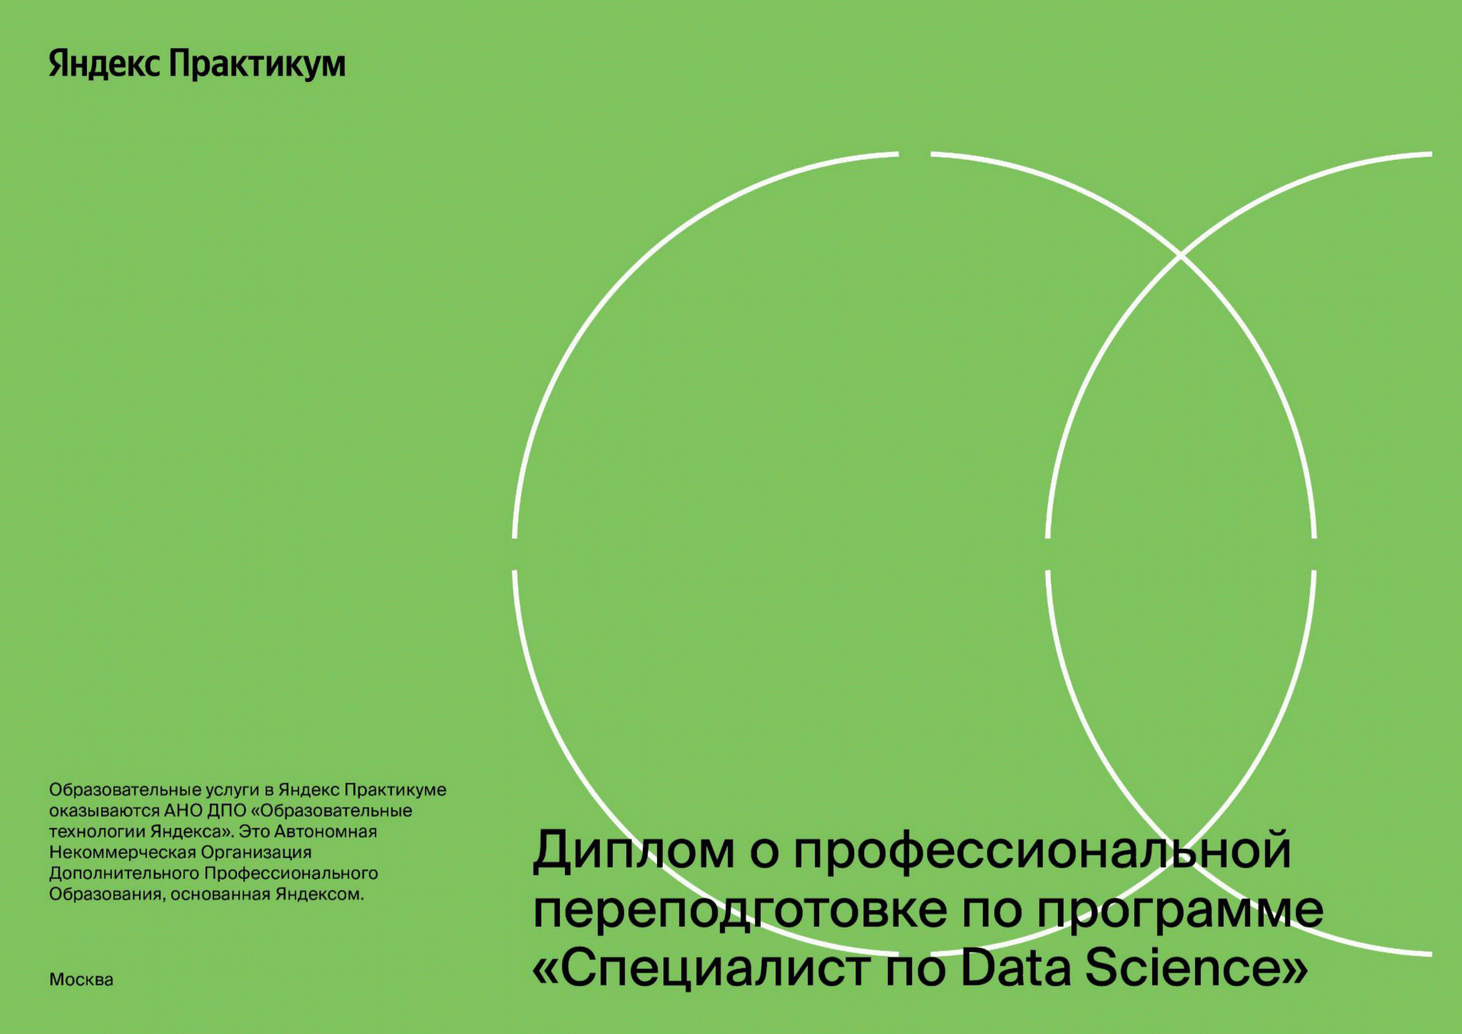 Яндекс Практикум
Образовательные услуги в Яндекс Практикуме
оказываются АНО ДПО «Образовательные
технологии Яндекса». Это Автономная
Некоммерческая Организация
Дополнительного Профессионального
Образования, основанная Яндексом.
Москва
Диплом о профессиональной
переподготовке по программе
«Специалист по Data Science»